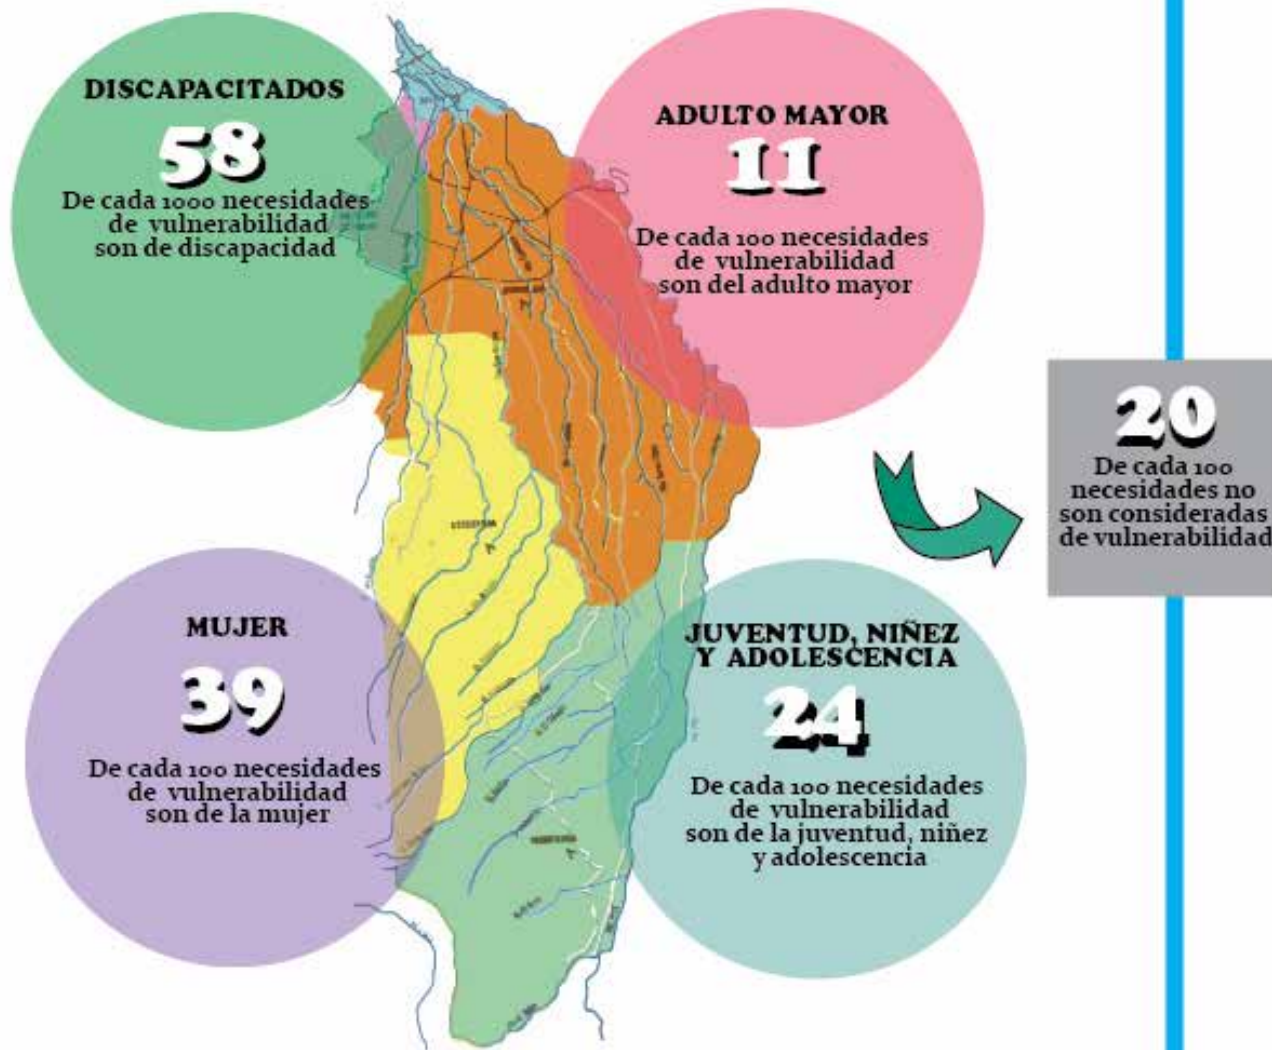 DISCAPACITADOS
58
De cada 1000 necesidades
de vulnerabilidad
son de discapacidad
ADULTO MAYOR
11
De cada 100 necesidades
de vulnerabilidad
son del adulto mayor
20
De cada 100
necesidades no
son consideradas
de vulnerabilidad
MUJER
39
De cada 100 necesidades
de vulnerabilidad
son de la mujer
JUVENTUD, NIÑEZ
Y ADOLESCENCIA
24
De cada 100 necesidades
de vulnerabilidad
son de la juventud, niñez
y adolescencia